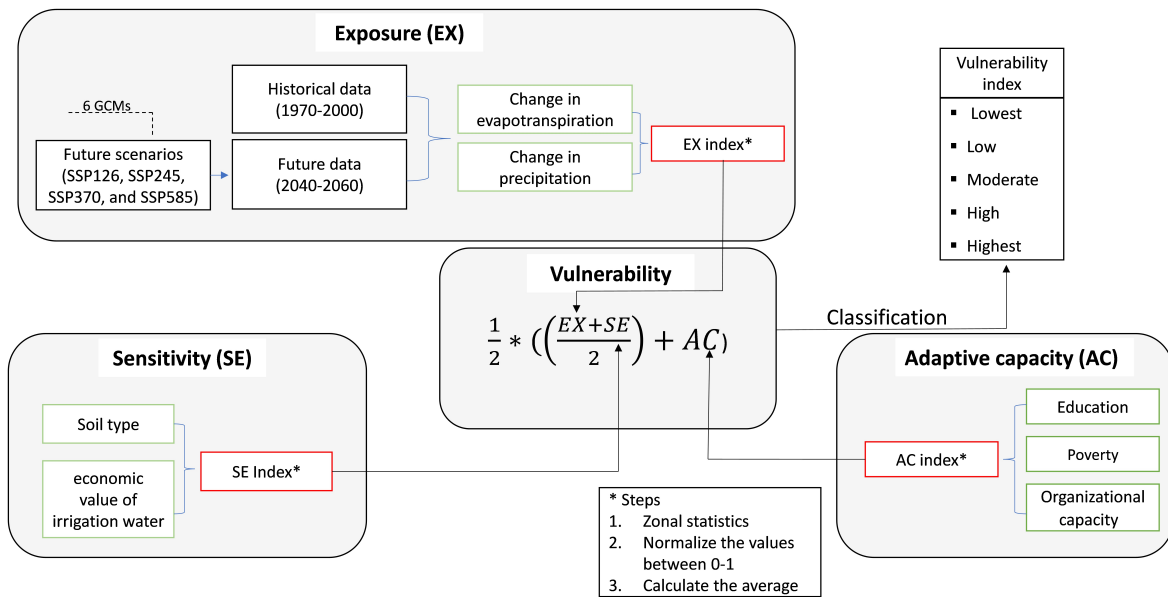 Exposure (EX)
6 GCMs
Future scenarios
(SSP126, SSP245,
SSP370, and SSP585)
Historical data
(1970-2000)
Future data
(2040-2060)
Change in
evapotranspiration
Change in
precipitation
EX index*
Vulnerability
index
▪ Lowest
▪ Low
▪ Moderate
▪ High
▪ Highest
Vulnerability
1/2 * (((EX+SE)/2) + AC)
Classification
Sensitivity (SE)
Soil type
economic
value of
irrigation water
SE Index*
Adaptive capacity (AC)
AC index*
Education
Poverty
Organizational
capacity
* Steps
1. Zonal statistics
2. Normalize the values
between 0-1
3. Calculate the average